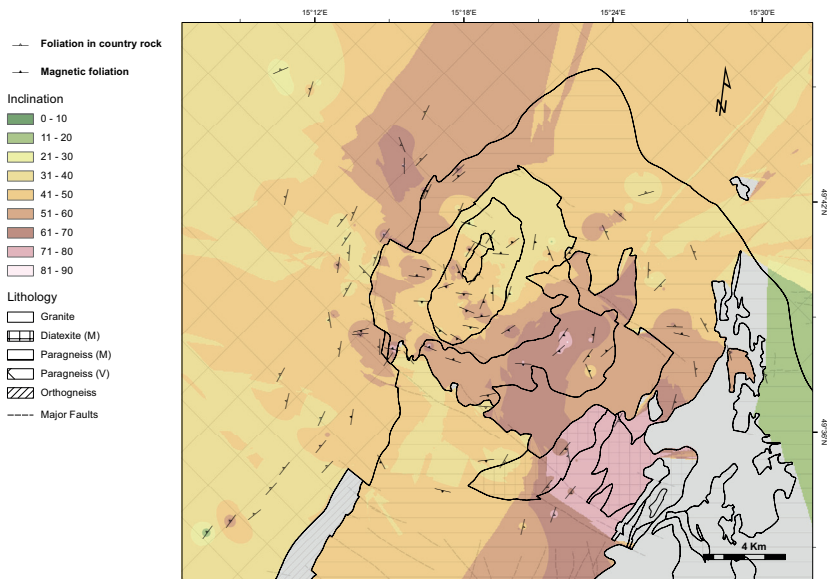 15°12'E 15°18'E 15°24'E 15°30'E
Foliation in country rock
Magnetic foliation
Inclination
0 - 10
11 - 20
21 - 30
31 - 40
41 - 50
51 - 60
61 - 70
71 - 80
81 - 90
Lithology
Granite
Diatexite (M)
Paragneiss (M)
Paragneiss (V)
Orthogneiss
Major Faults
N
49°42'N
49°38'N
4 Km